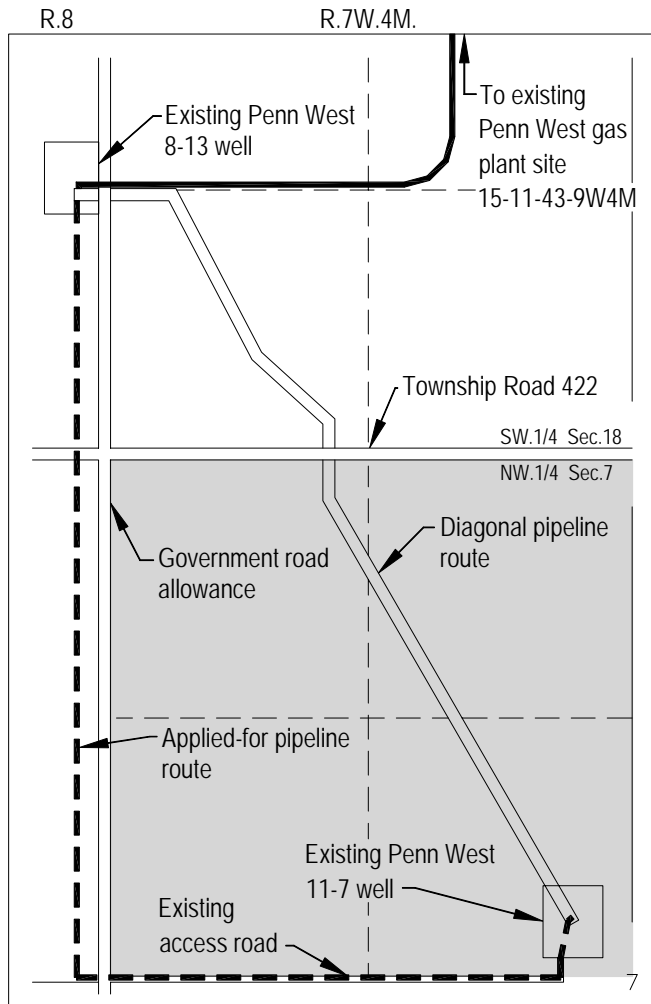 R.8
R.7W.4M.
Existing Penn West
8-13 well
To existing
Penn West gas
plant site
15-11-43-9W4M
Township Road 422
SW.1/4 Sec.18
NW.1/4 Sec.7
Diagonal pipeline
route
Government road
allowance
Applied-for pipeline
route
Existing Penn West
11-7 well
Existing
access road
7